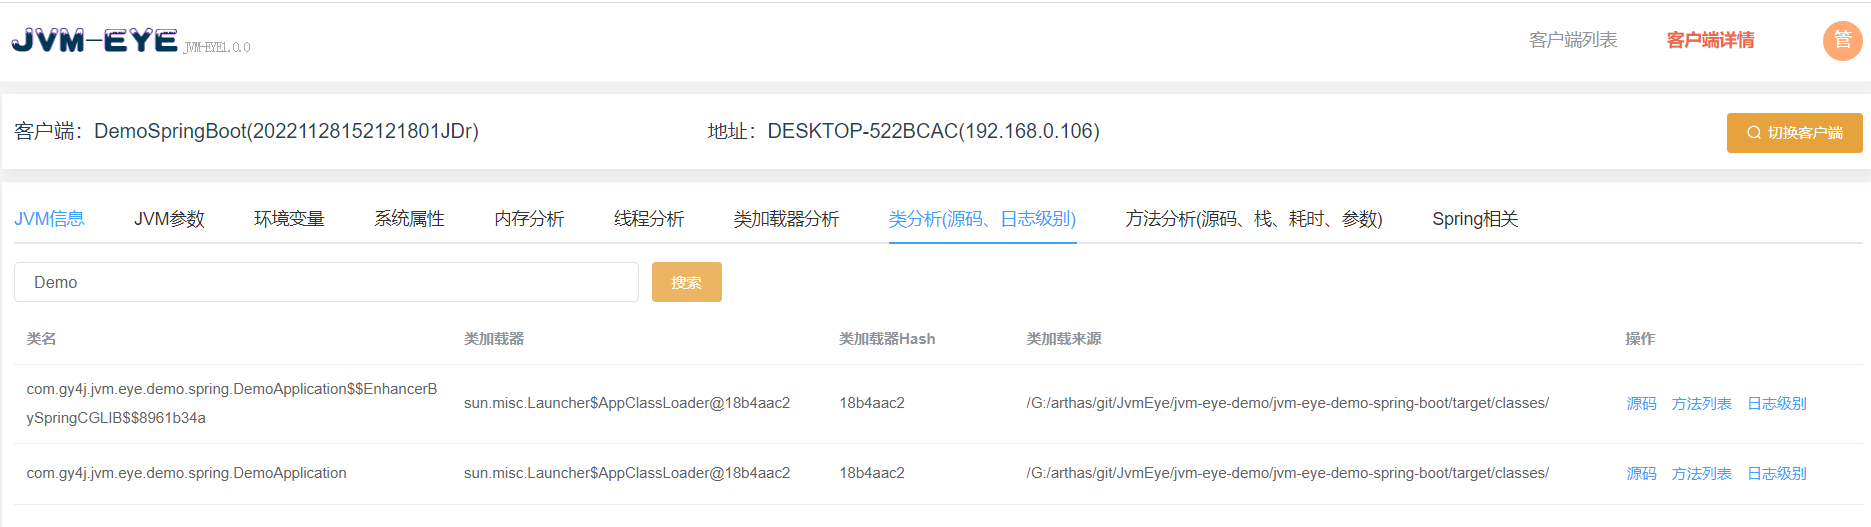 JVM-EYE JVM-EYE1.0.0 客户端列表 客户端详情 管
客户端：DemoSpringBoot(20221128152121801JDr) 地址：DESKTOP-522BCAC(192.168.0.106) 切换客户端
JVM信息 JVM参数 环境变量 系统属性 内存分析 线程分析 类加载器分析 类分析(源码、日志级别) 方法分析(源码、栈、耗时、参数) Spring相关
Demo 搜索
类名 类加载器 类加载器Hash 类加载来源 操作
com.gy4j.jvm.eye.demo.spring.DemoApplication$$EnhancerB
ySpringCGLIB$$8961b34a
sun.misc.Launcher$AppClassLoader@18b4aac2 18b4aac2 /G:/arthas/git/JvmEye/jvm-eye-demo/jvm-eye-demo-spring-boot/target/classes/ 源码 方法列表 日志级别
com.gy4j.jvm.eye.demo.spring.DemoApplication sun.misc.Launcher$AppClassLoader@18b4aac2 18b4aac2 /G:/arthas/git/JvmEye/jvm-eye-demo/jvm-eye-demo-spring-boot/target/classes/ 源码 方法列表 日志级别